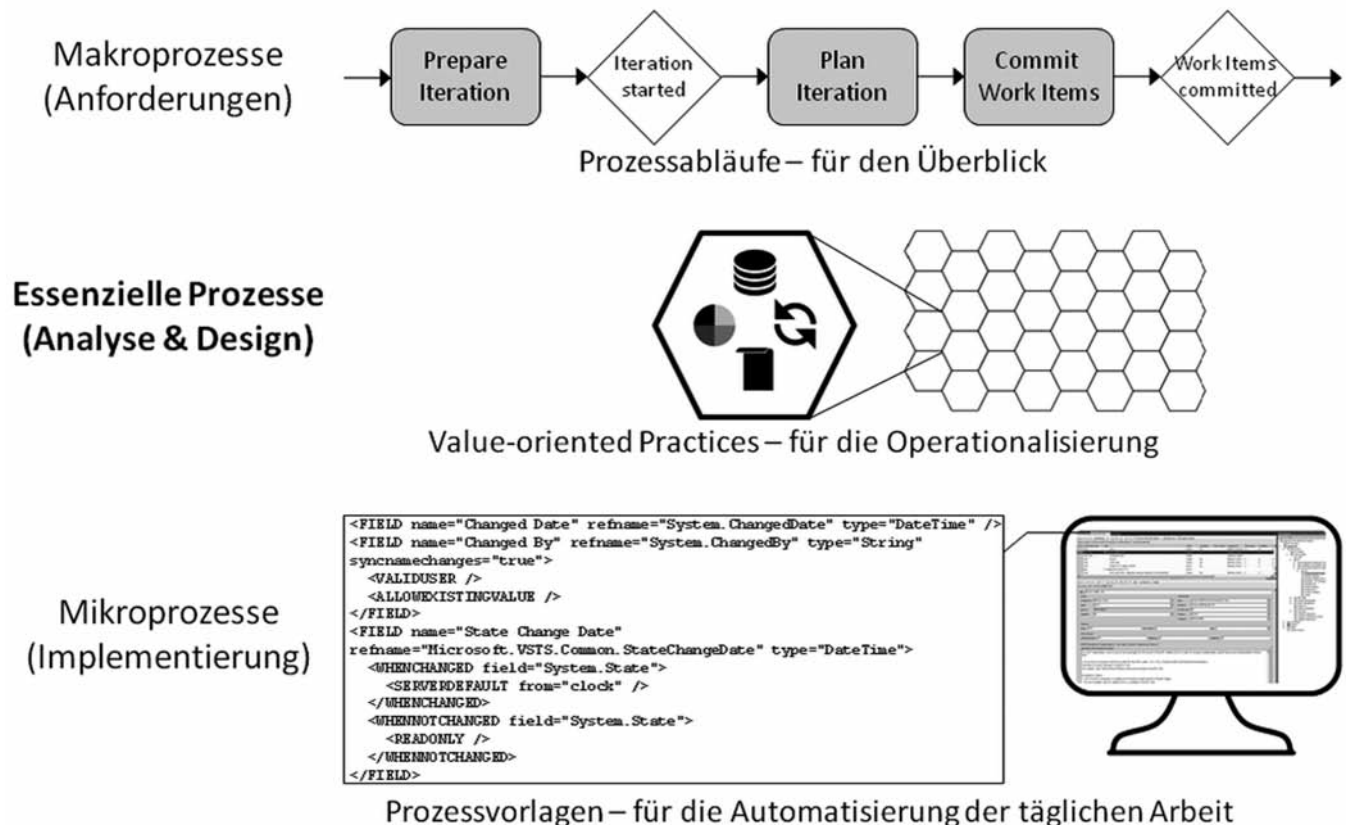 Makroprozesse
(Anforderungen)
Prepare
Iteration
Iteration
started
Plan
Iteration
Commit
Work Items
Work Items
committed
Prozessabläufe – für den Überblick
Essenzielle Prozesse
(Analyse & Design)
Value-oriented Practices – für die Operationalisierung
Mikroprozesse
(Implementierung)
<FIELD name="Changed Date" refname="System.ChangedDate" type="DateTime" />
<FIELD name="Changed By" refname="System.ChangedBy" type="String"
syncnamechanges="true">
<VALIDUSER />
<ALLOWEXISTINGVALUE />
</FIELD>
<FIELD name="State Change Date"
refname="Microsoft.VSTS.Common.StateChangeDate" type="DateTime">
<WHENCHANGED field="System.State">
<SERVERDEFAULT from="clock" />
</WHENCHANGED>
<WHENNOTCHANGED field="System.State">
<READONLY />
</WHENNOTCHANGED>
</FIELD>
Prozessvorlagen – für die Automatisierung der täglichen Arbeit